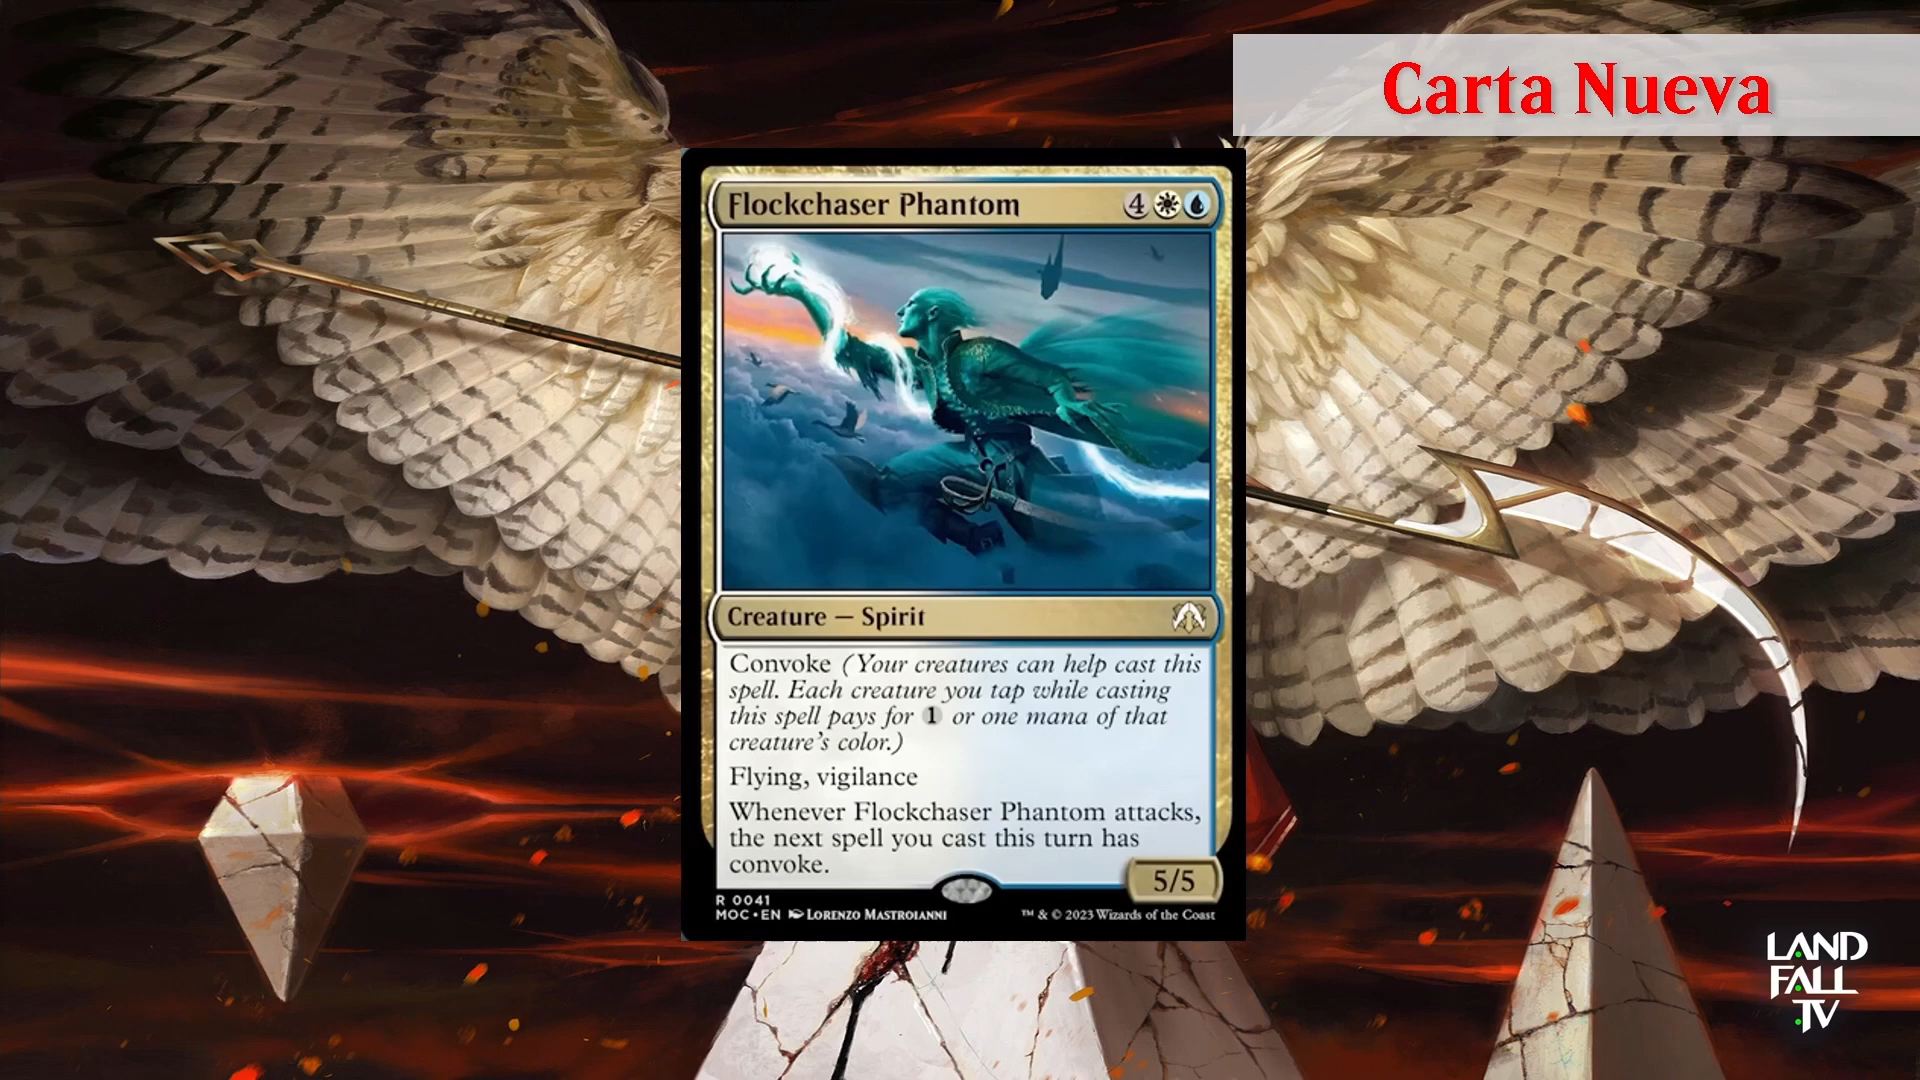 Carta Nueva
Flockchaser Phantom 4
Creature — Spirit
Convoke (Your creatures can help cast this
spell. Each creature you tap while casting
this spell pays for 1 or one mana of that
creature's color.)
Flying, vigilance
Whenever Flockchaser Phantom attacks,
the next spell you cast this turn has
convoke.
5/5
R 0041
MOC • EN Lorenzo Mastroianni
™ & © 2023 Wizards of the Coast
LAND
FALL
.TV